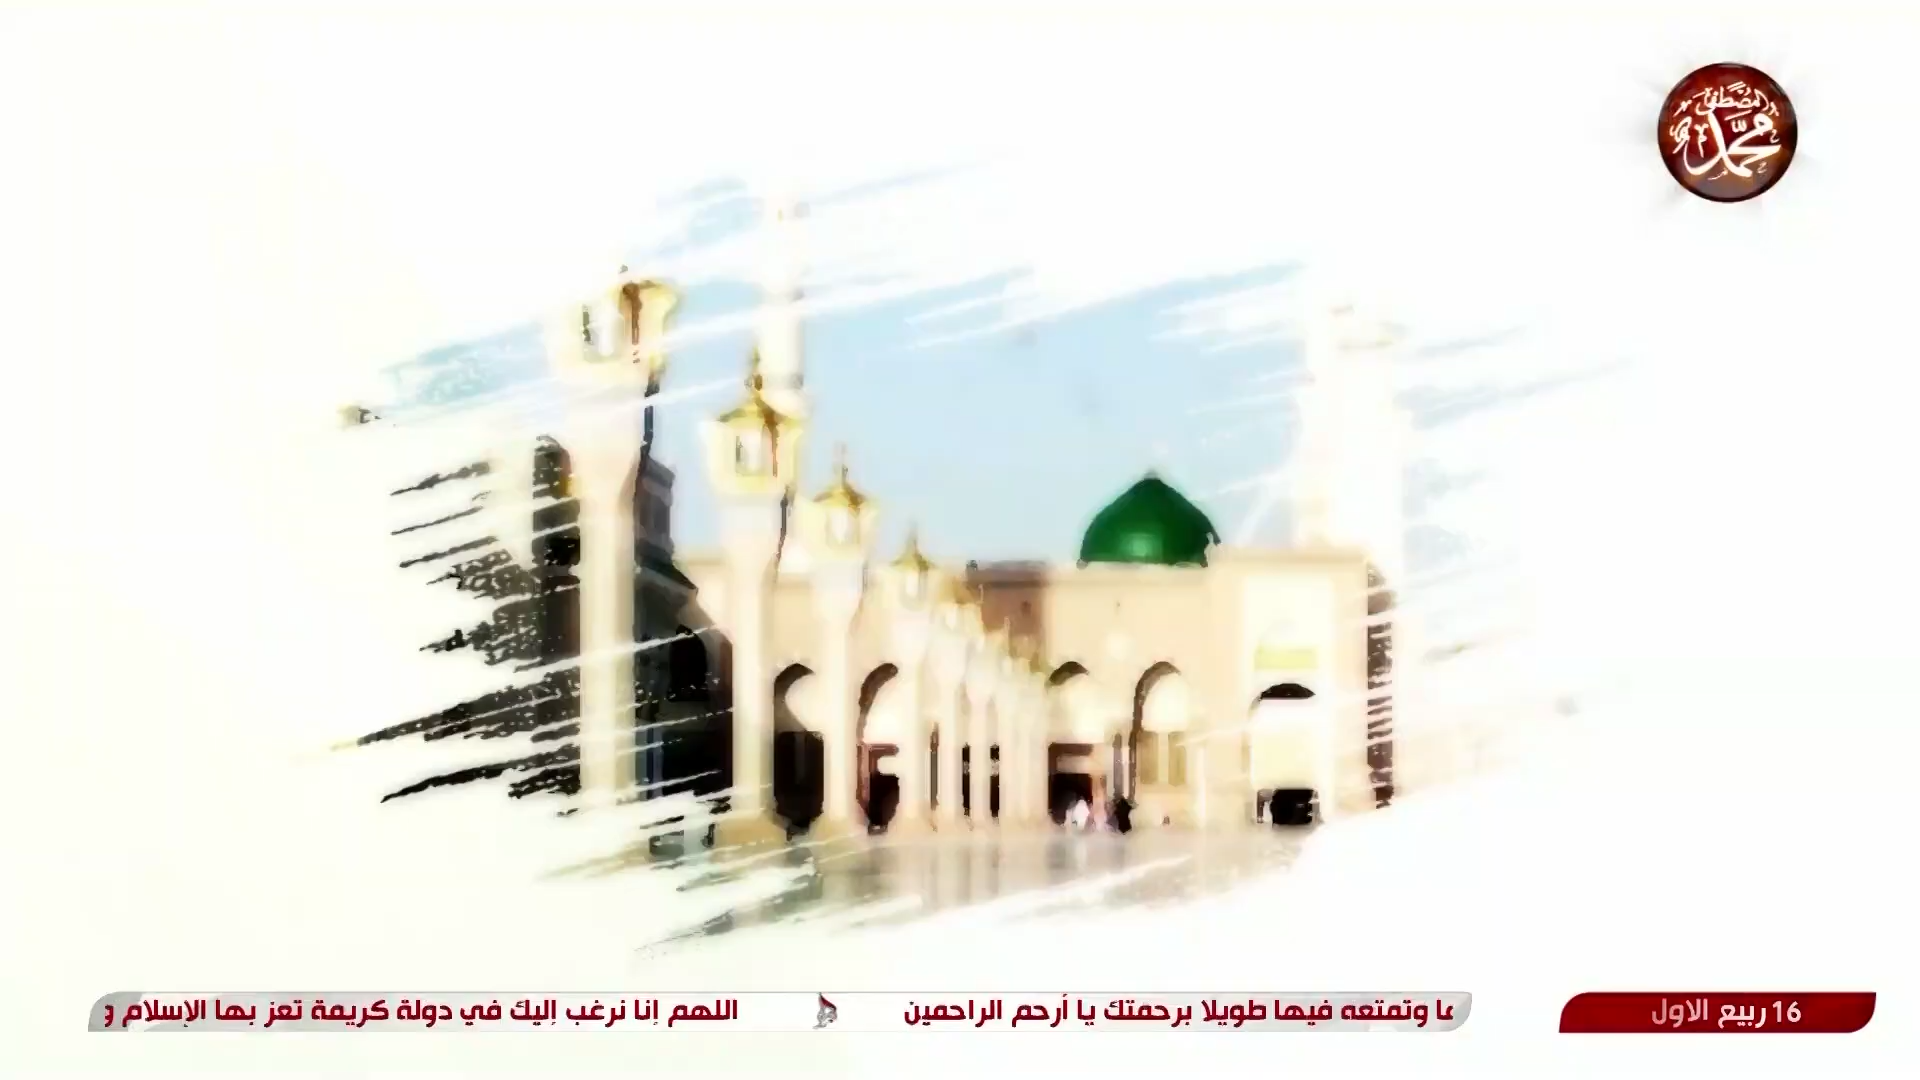 المصطفى
محمد
16 ربيع الاول
وتمتعه فيها طويلا برحمتك يا أرحم الراحمين
اللهم إنا نرغب إليك في دولة كريمة تعز بها الإسلام و